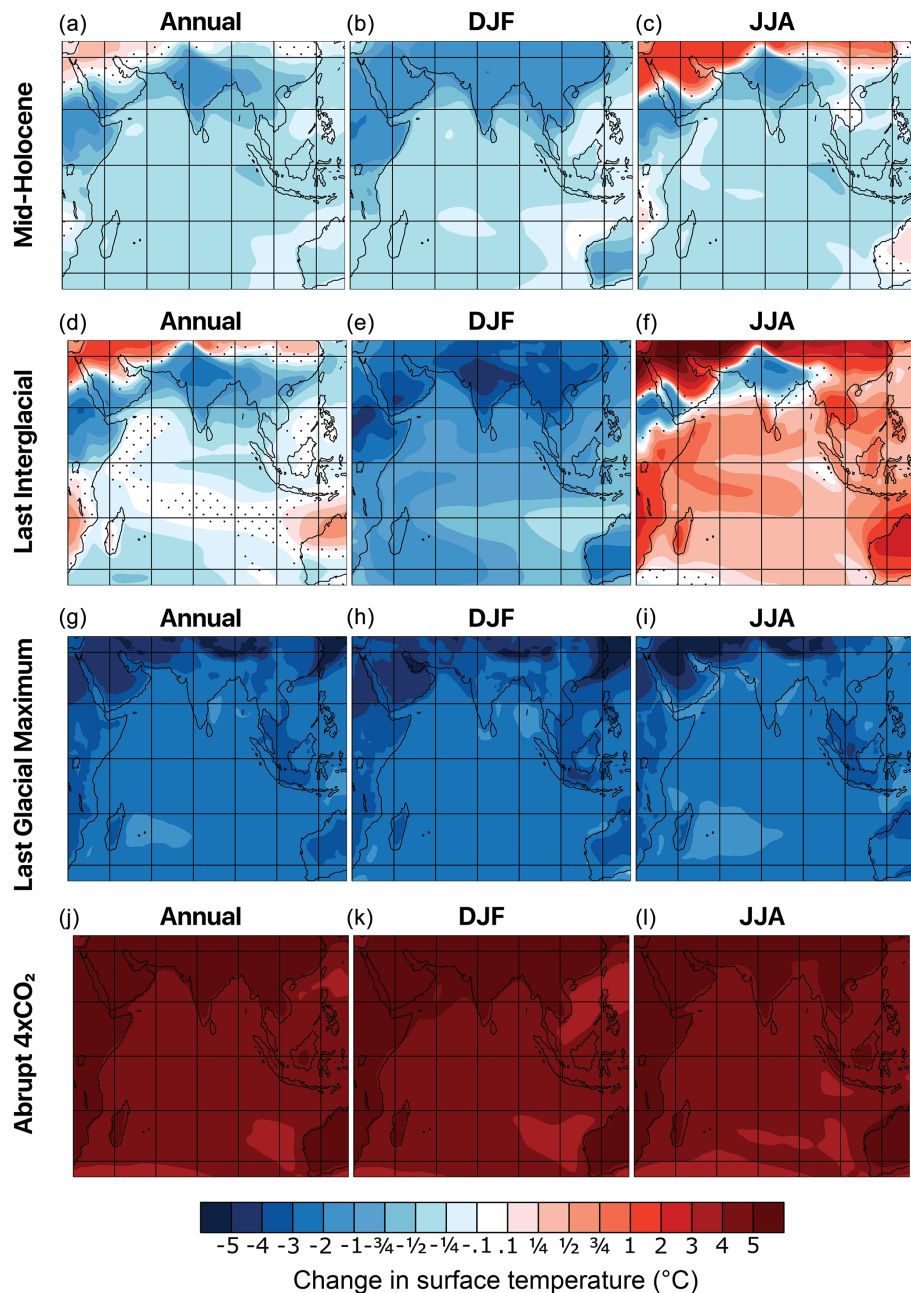 (a) Annual (b) DJF (c) JJA
Mid-Holocene
(d) Annual (e) DJF (f) JJA
Last Interglacial
(g) Annual (h) DJF (i) JJA
Last Glacial Maximum
(j) Annual (k) DJF (l) JJA
Abrupt 4xCO₂
-5 -4 -3 -2 -1 -¾ -½ -¼ -.1 .1 ¼ ½ ¾ 1 2 3 4 5
Change in surface temperature (°C)